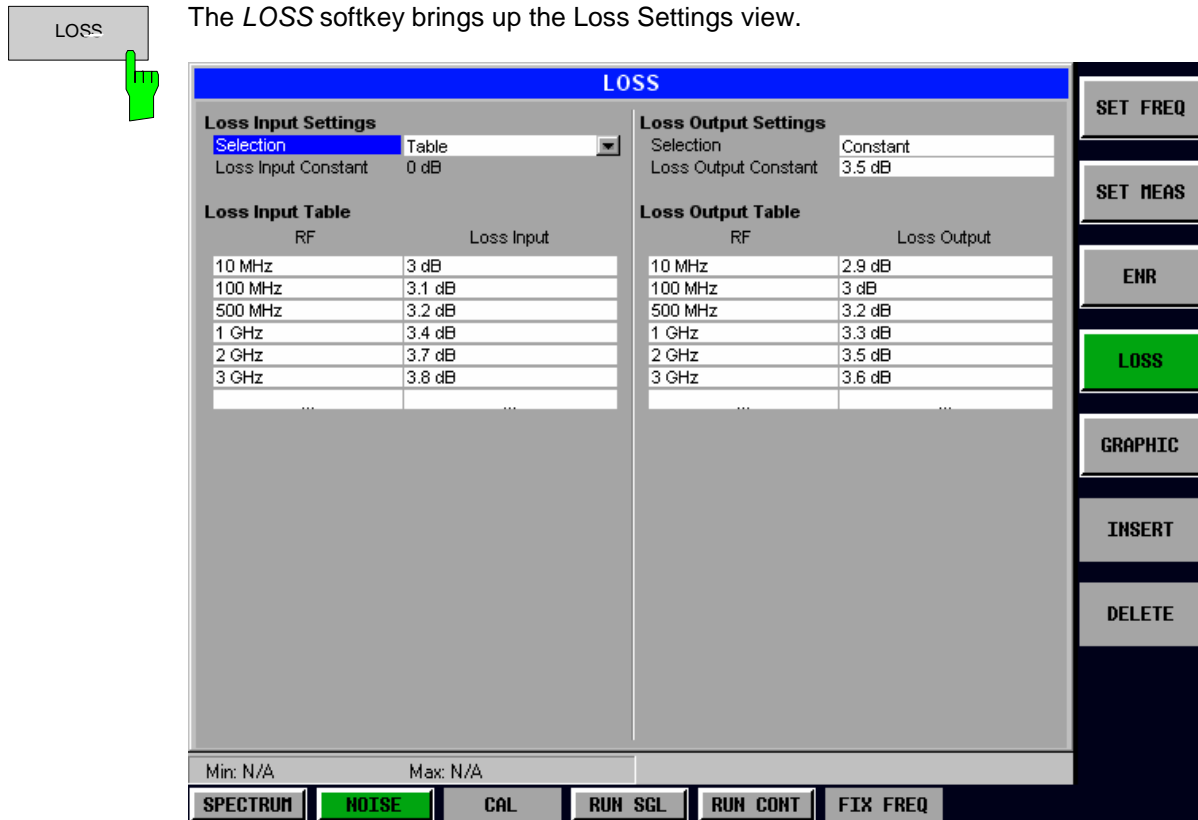 LOSS
The LOSS softkey brings up the Loss Settings view.
LOSS
Loss Input Settings
Selection Table
Loss Input Constant 0 dB
Loss Input Table
RF Loss Input
10 MHz 3 dB
100 MHz 3.1 dB
500 MHz 3.2 dB
1 GHz 3.4 dB
2 GHz 3.7 dB
3 GHz 3.8 dB
... ...
Loss Output Settings
Selection Constant
Loss Output Constant 3.5 dB
Loss Output Table
RF Loss Output
10 MHz 2.9 dB
100 MHz 3 dB
500 MHz 3.2 dB
1 GHz 3.3 dB
2 GHz 3.5 dB
3 GHz 3.6 dB
... ...
Min: N/A Max: N/A
SET FREQ
SET MEAS
ENR
LOSS
GRAPHIC
INSERT
DELETE
SPECTRUM NOISE CAL RUN SGL RUN CONT FIX FREQ